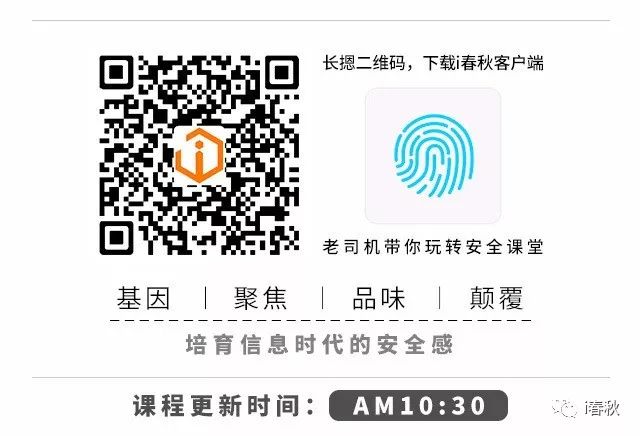 长摁二维码，下载i春秋客户端
老司机带你玩转安全课堂
基因 | 聚焦 | 品味 | 颠覆
培育信息时代的安全感
课程更新时间： AM10:30
i春秋